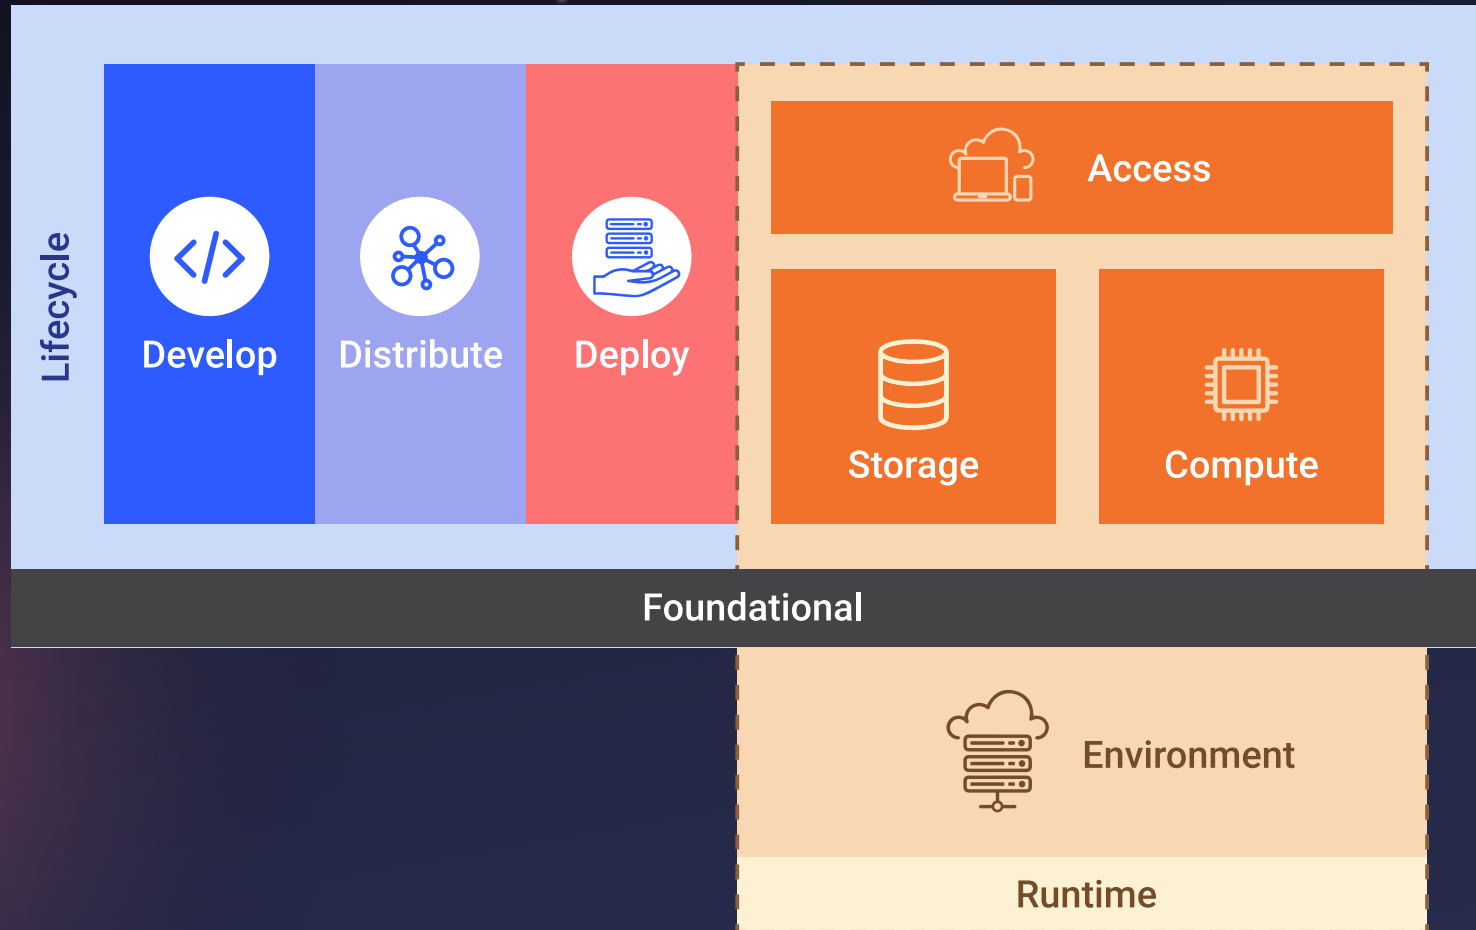 Lifecycle
Develop
Distribute
Deploy
Access
Storage
Compute
Foundational
Environment
Runtime